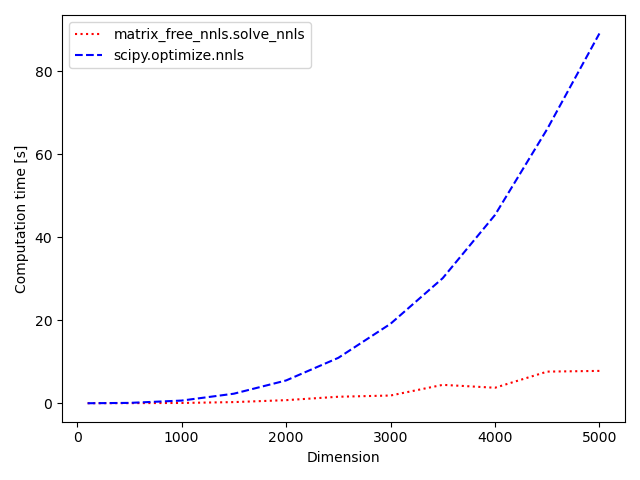 matrix_free_nnls.solve_nnls
scipy.optimize.nnls
Computation time [s]
80
60
40
20
0
0 1000 2000 3000 4000 5000
Dimension